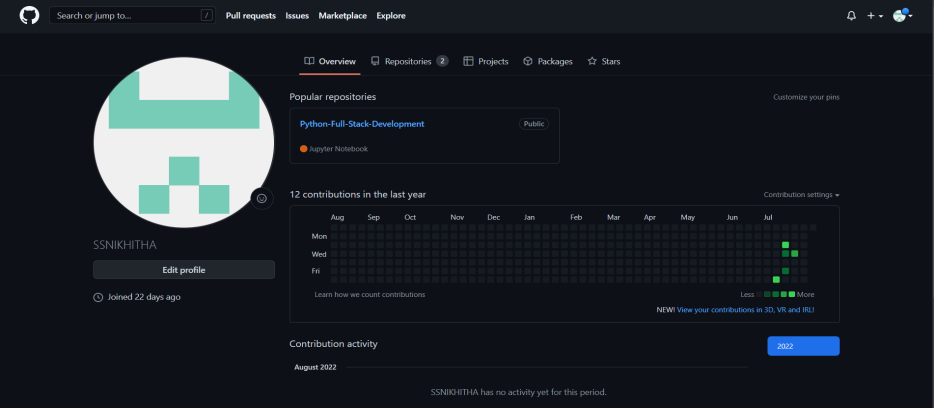 Search or jump to... /
Pull requests Issues Marketplace Explore
Overview Repositories 2 Projects Packages Stars
Popular repositories Customize your pins
Python-Full-Stack-Development Public
Jupyter Notebook
12 contributions in the last year Contribution settings
Aug Sep Oct Nov Dec Jan Feb Mar Apr May Jun Jul
Mon
Wed
Fri
Learn how we count contributions Less More
NEW! View your contributions in 3D, VR and IRL!
SSNIKHITHA
Edit profile
Joined 22 days ago
Contribution activity 2022
August 2022
SSNIKHITHA has no activity yet for this period.